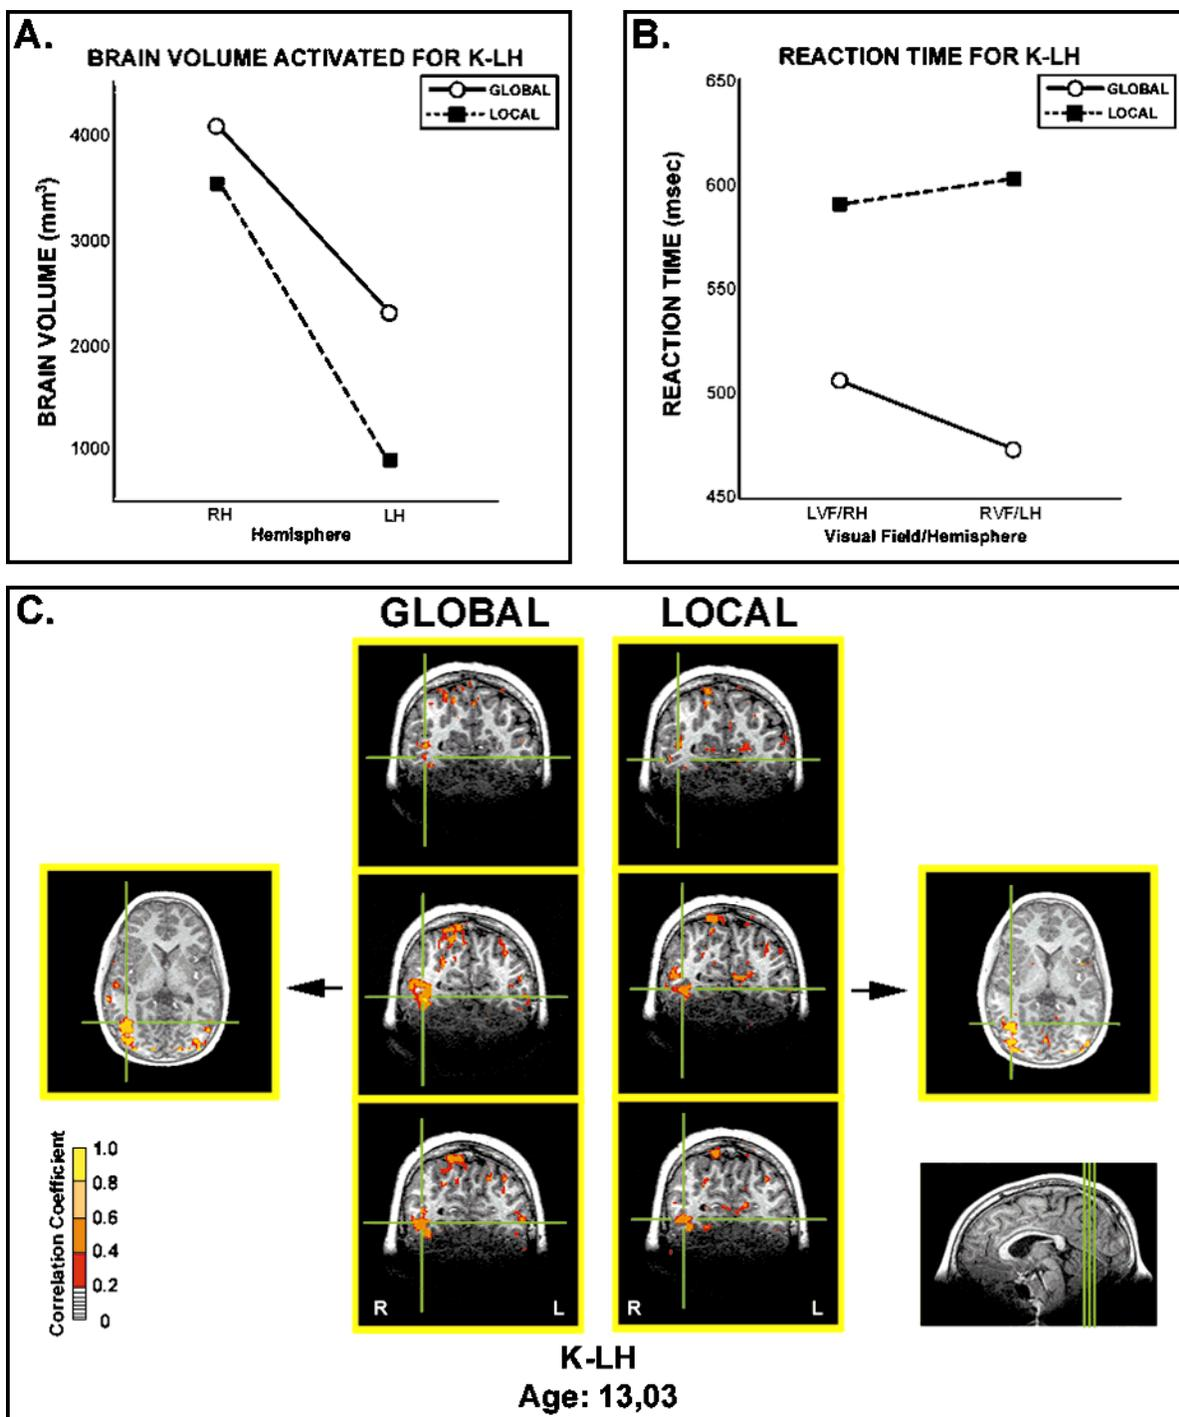 A.
BRAIN VOLUME ACTIVATED FOR K-LH
GLOBAL
LOCAL
BRAIN VOLUME (mm³)
4000
3000
2000
1000
RH
LH
Hemisphere
B.
REACTION TIME FOR K-LH
GLOBAL
LOCAL
REACTION TIME (msec)
650
600
550
500
450
LVF/RH
RVF/LH
Visual Field/Hemisphere
C.
GLOBAL
LOCAL
Correlation Coefficient
1.0
0.8
0.6
0.4
0.2
0
R
L
R
L
K-LH
Age: 13,03